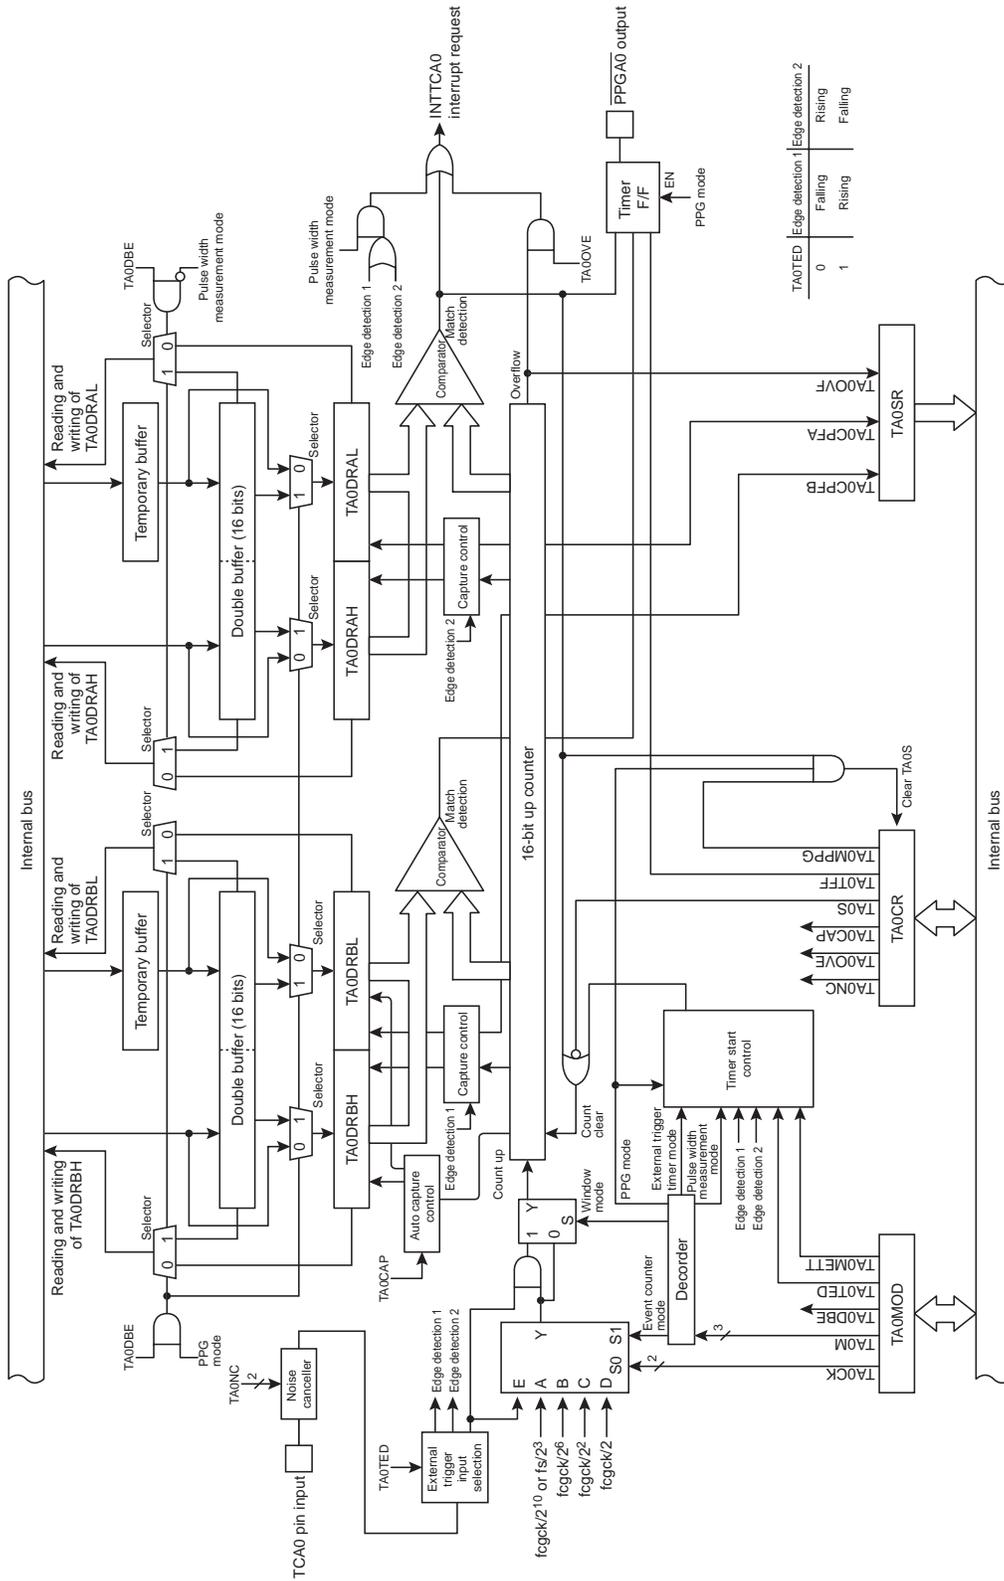 Internal bus
Reading and writing
of TA0DRBH
Reading and
writing of
TA0DRBL
Reading and
writing of
TA0DRAH
Reading and
writing of
TA0DRAL
TA0DBE
PPG
mode
Selector
0 1
Temporary buffer
Selector
1 0
Selector
0 1
Temporary buffer
Selector
1 0
TA0DBE
Pulse width
measurement mode
Double buffer (16 bits)
Double buffer (16 bits)
0 1
Selector
1 0
Selector
0 1
Selector
1 0
Selector
TA0DRBH
TA0DRBL
TA0DRAH
TA0DRAL
TCA0 pin input
TA0NC
2
Noise
canceller
TA0CAP
Auto capture
control
Edge detection 1
Capture control
Comparator
Match
detection
Edge detection 2
Capture control
Comparator
Match
detection
Pulse width
measurement mode
Edge detection 1
Edge detection 2
INTTCA0
interrupt request
TA0TED
External
trigger
input
selection
Edge detection 1
Edge detection 2
Count up
16-bit up counter
Overflow
TA0OVE
fcgck/2¹⁰ or fs/2³
fcgck/2⁶
fcgck/2²
fcgck/2
E
A
B
C
D
Y
S0 S1
1
0
Y
S
Window
mode
Count
clear
Timer
F/F
EN
PPG mode
PPGA0 output
Event counter
mode
Decorder
PPG mode
External trigger
timer mode
Pulse width
measurement
mode
Edge detection 1
Edge detection 2
Timer start
control
Clear TA0S
2
3
TA0CK
TA0M
TA0DBE
TA0TED
TA0METT
TA0MOD
TA0NC
TA0OVE
TA0CAP
TA0S
TA0TFF
TA0MPPG
TA0CR
TA0CPFB
TA0CPFA
TA0OVF
TA0SR
TA0TED Edge detection 1 Edge detection 2
0 Falling Rising
1 Rising Falling
Internal bus